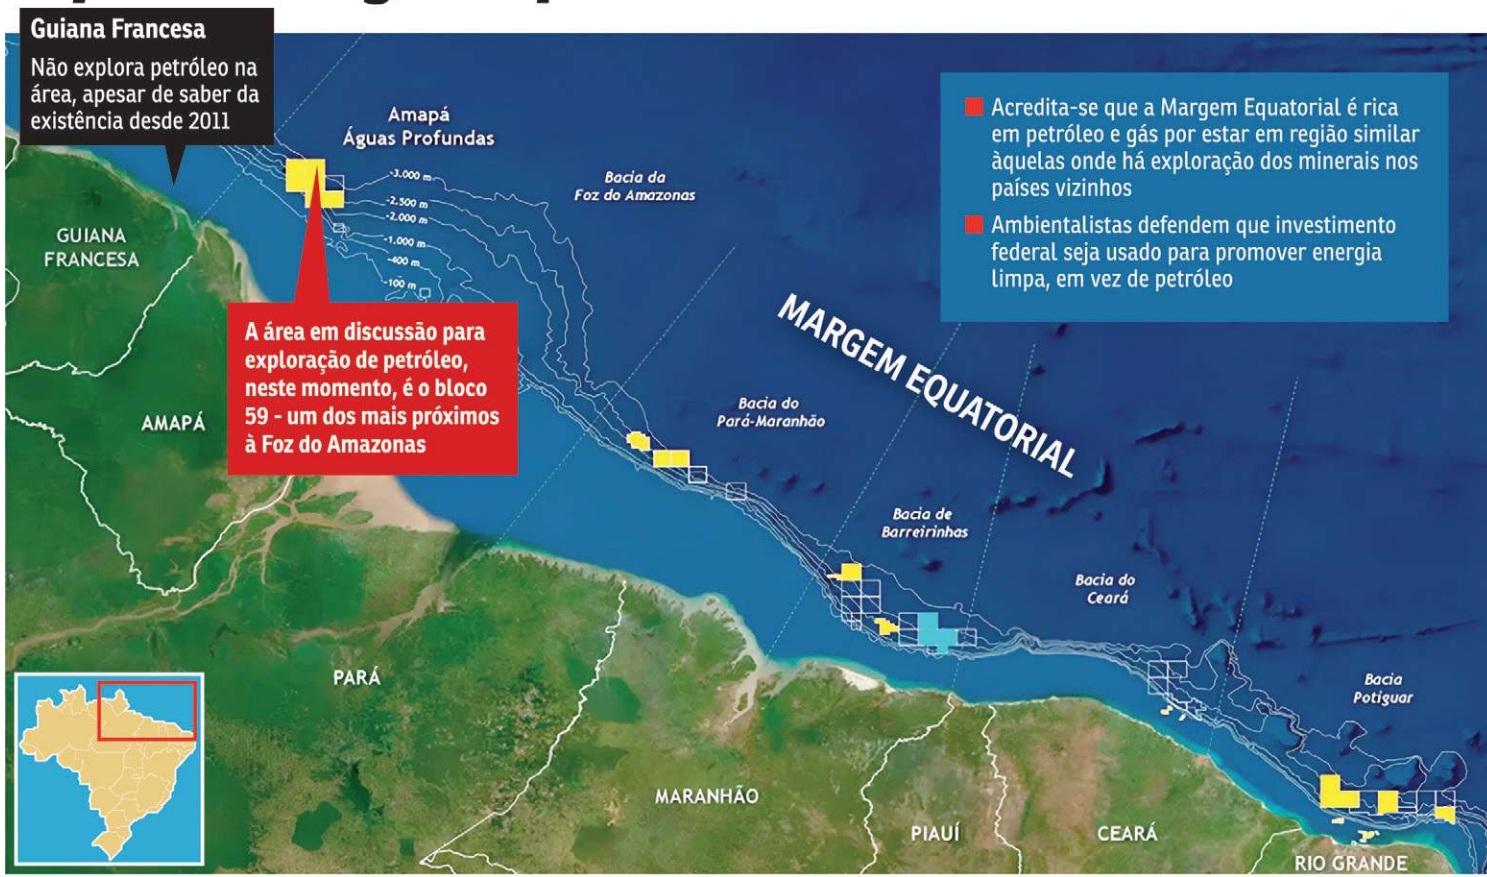 Guiana Francesa
Não explora petróleo na
área, apesar de saber da
existência desde 2011
Amapá
Águas Profundas
Bacia da
Foz do Amazonas
Acredita-se que a Margem Equatorial é rica
em petróleo e gás por estar em região similar
àquelas onde há exploração dos minerais nos
países vizinhos
Ambientalistas defendem que investimento
federal seja usado para promover energia
limpa, em vez de petróleo
-3.000 m
-2.500 m
-2.000 m
-1.000 m
-400 m
-100 m
GUIANA
FRANCESA
A área em discussão para
exploração de petróleo,
neste momento, é o bloco
59 - um dos mais próximos
à Foz do Amazonas
MARGEM EQUATORIAL
AMAPÁ
Bacia do
Pará-Maranhão
Bacia de
Barreirinhas
Bacia do
Ceará
PARÁ
Bacia
Potiguar
MARANHÃO
PIAUÍ
CEARÁ
RIO GRANDE